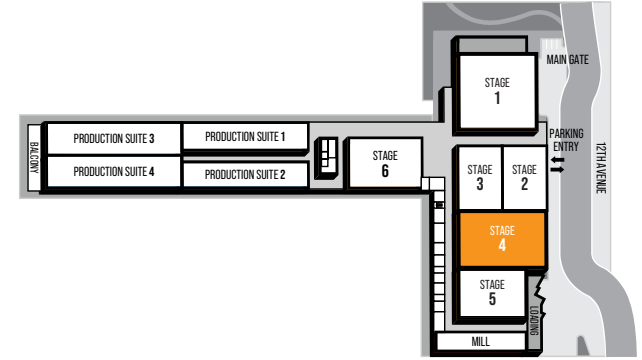 MAIN GATE
STAGE
1
PARKING
ENTRY
12TH AVENUE
BALCONY
PRODUCTION SUITE 3
PRODUCTION SUITE 1
PRODUCTION SUITE 4
PRODUCTION SUITE 2
STAGE
6
STAGE
3
STAGE
2
STAGE
4
STAGE
5
LOADING
MILL